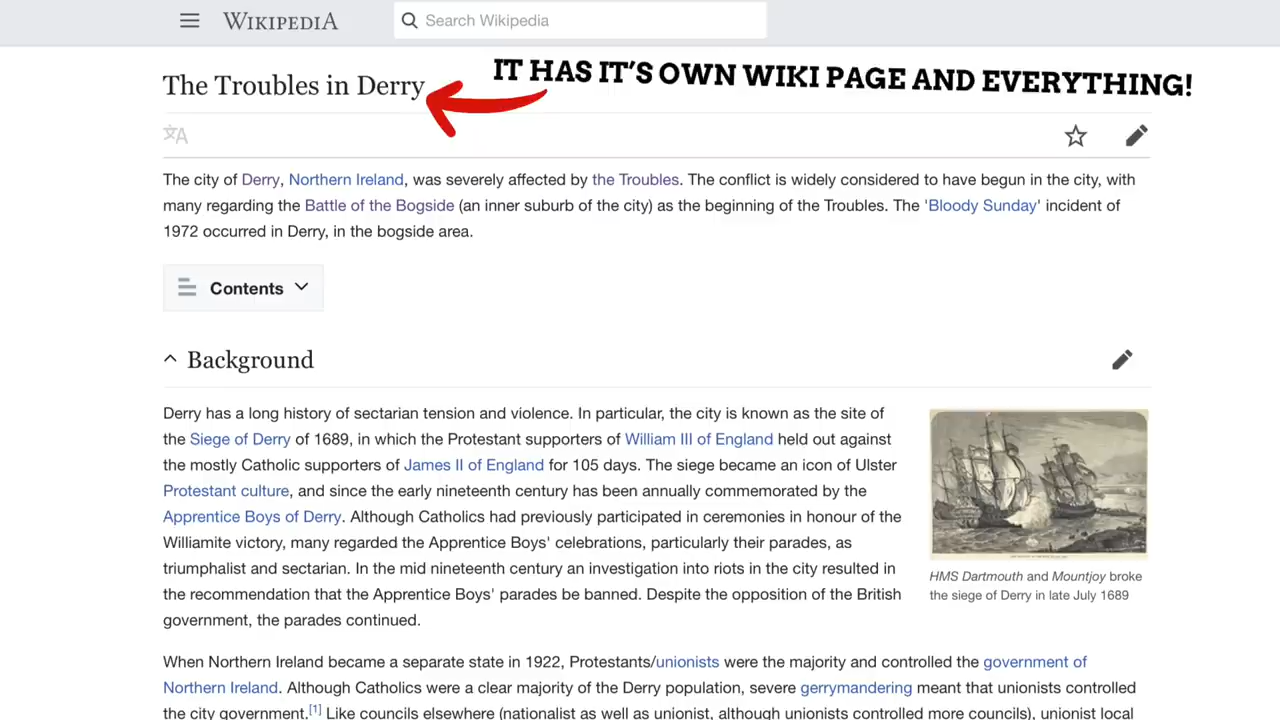 WIKIPEDIA
Search Wikipedia
The Troubles in Derry
IT HAS IT'S OWN WIKI PAGE AND EVERYTHING!
The city of Derry, Northern Ireland, was severely affected by the Troubles. The conflict is widely considered to have begun in the city, with
many regarding the Battle of the Bogside (an inner suburb of the city) as the beginning of the Troubles. The 'Bloody Sunday' incident of
1972 occurred in Derry, in the bogside area.
Contents
Background
Derry has a long history of sectarian tension and violence. In particular, the city is known as the site of
the Siege of Derry of 1689, in which the Protestant supporters of William III of England held out against
the mostly Catholic supporters of James II of England for 105 days. The siege became an icon of Ulster
Protestant culture, and since the early nineteenth century has been annually commemorated by the
Apprentice Boys of Derry. Although Catholics had previously participated in ceremonies in honour of the
Williamite victory, many regarded the Apprentice Boys' celebrations, particularly their parades, as
triumphalist and sectarian. In the mid nineteenth century an investigation into riots in the city resulted in
the recommendation that the Apprentice Boys' parades be banned. Despite the opposition of the British
government, the parades continued.
HMS Dartmouth and Mountjoy broke
the siege of Derry in late July 1689
When Northern Ireland became a separate state in 1922, Protestants/unionists were the majority and controlled the government of
Northern Ireland. Although Catholics were a clear majority of the Derry population, severe gerrymandering meant that unionists controlled
the city government.[1] Like councils elsewhere (nationalist as well as unionist, although unionists controlled more councils), unionist local